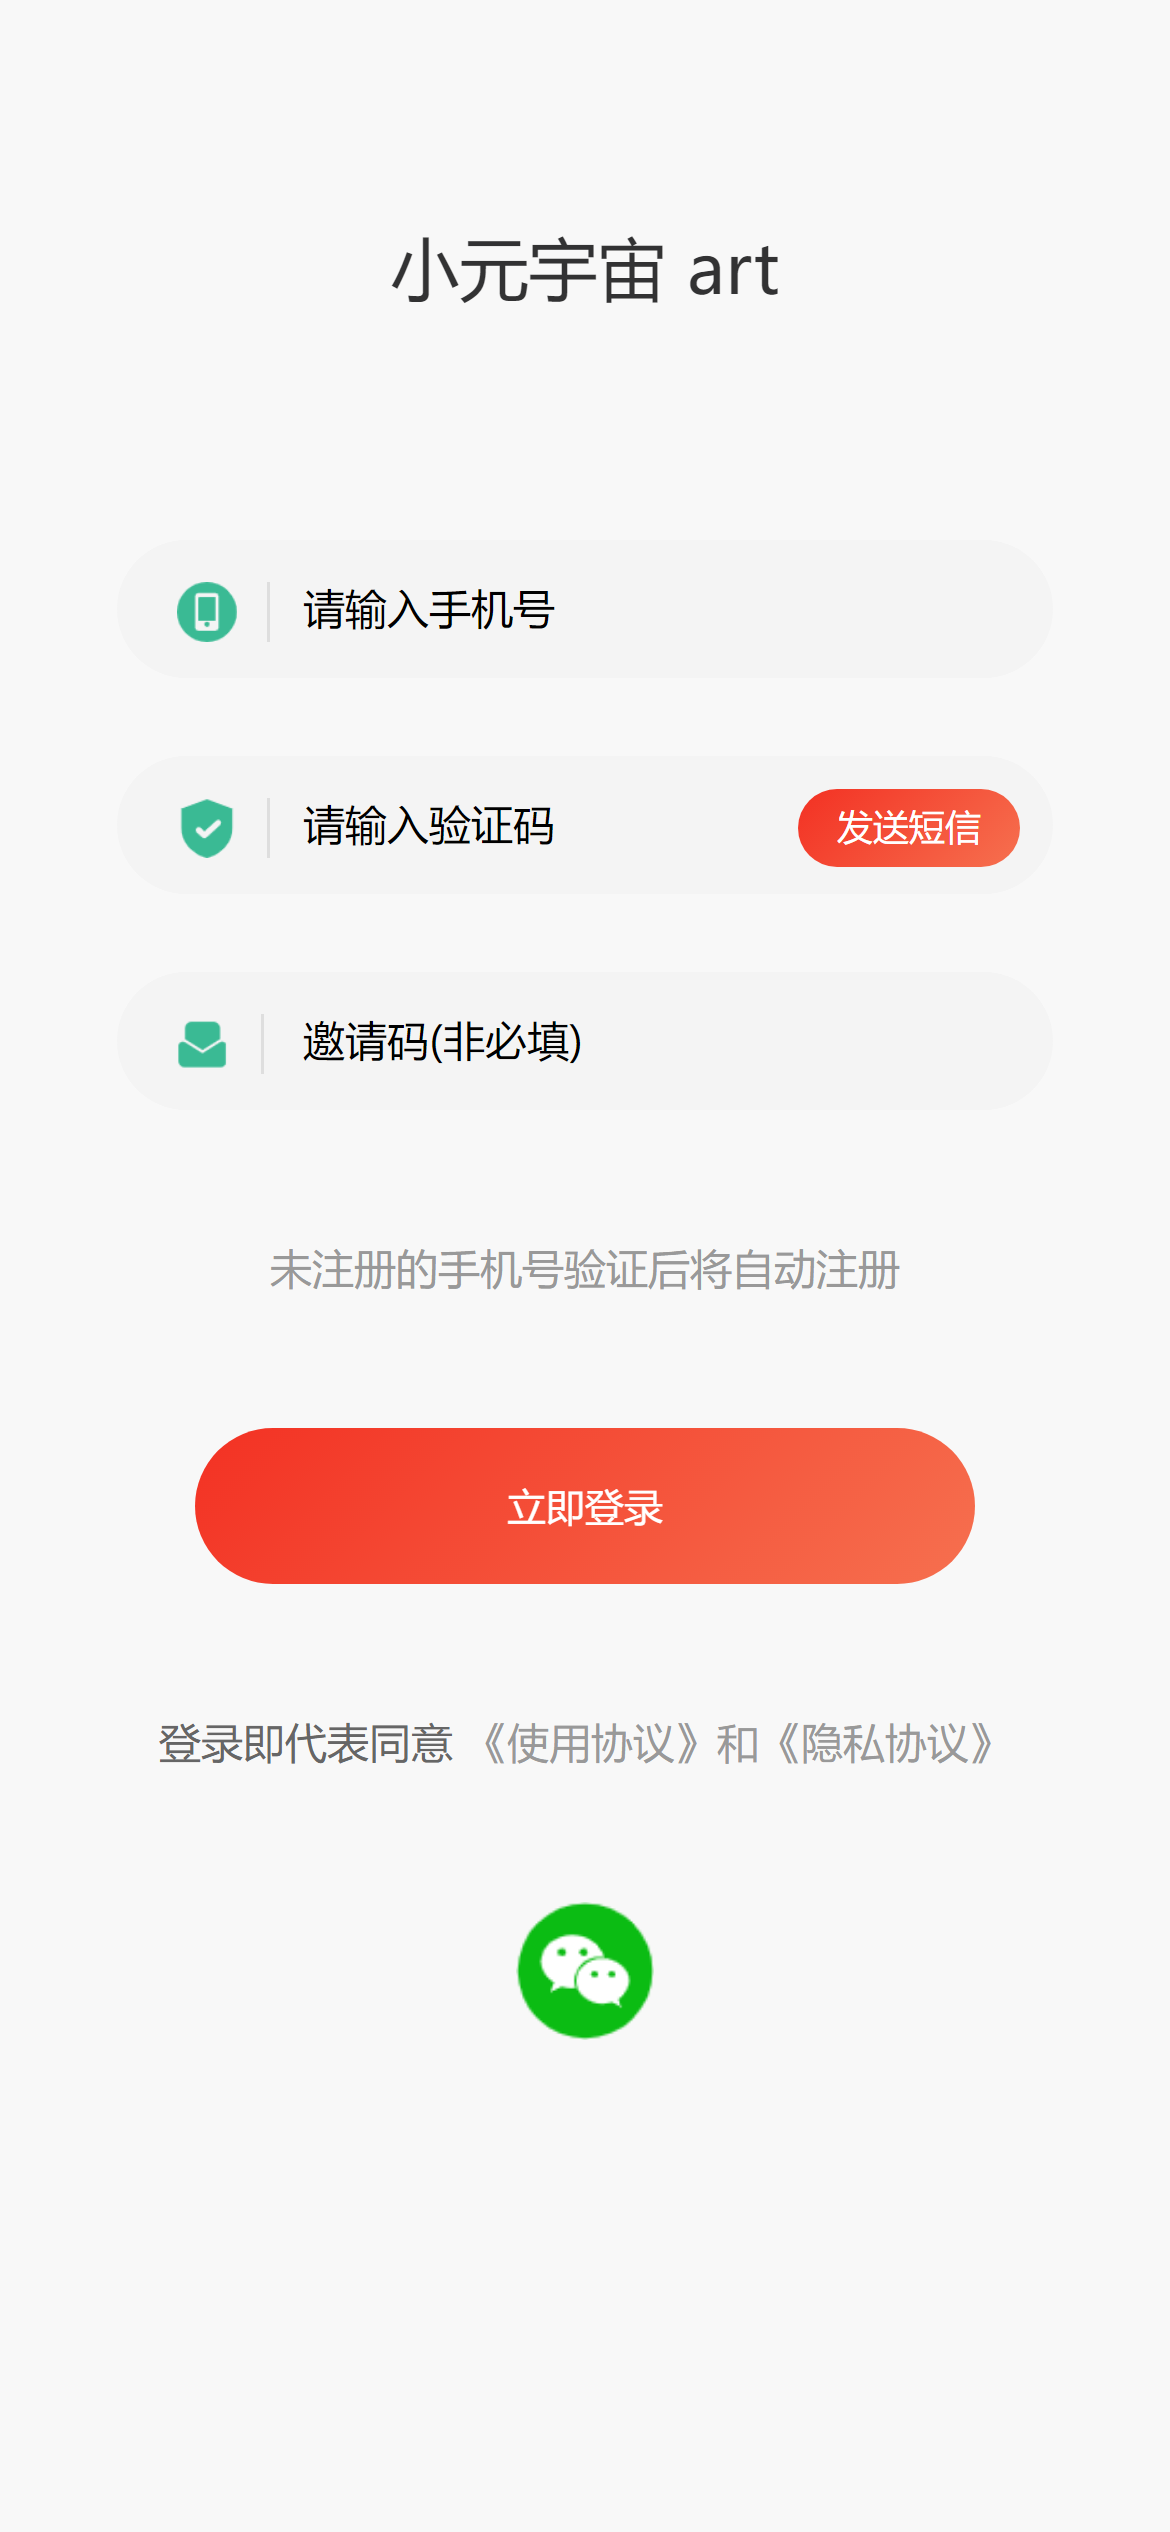 小元宇宙 art
请输入手机号
请输入验证码
发送短信
邀请码(非必填)
未注册的手机号验证后将自动注册
立即登录
登录即代表同意《使用协议》和《隐私协议》